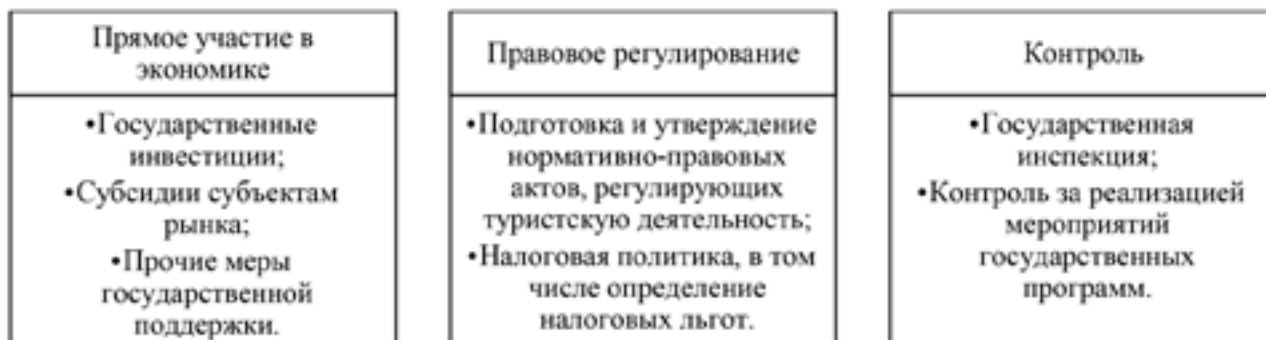 Прямое участие в
экономике
•Государственные
инвестиции;
•Субсидии субъектам
рынка;
•Прочие меры
государственной
поддержки.
Правовое регулирование
•Подготовка и утверждение
нормативно-правовых
актов, регулирующих
туристскую деятельность;
•Налоговая политика, в том
числе определение
налоговых льгот.
Контроль
•Государственная
инспекция;
•Контроль за реализацией
мероприятий
государственных
программ.